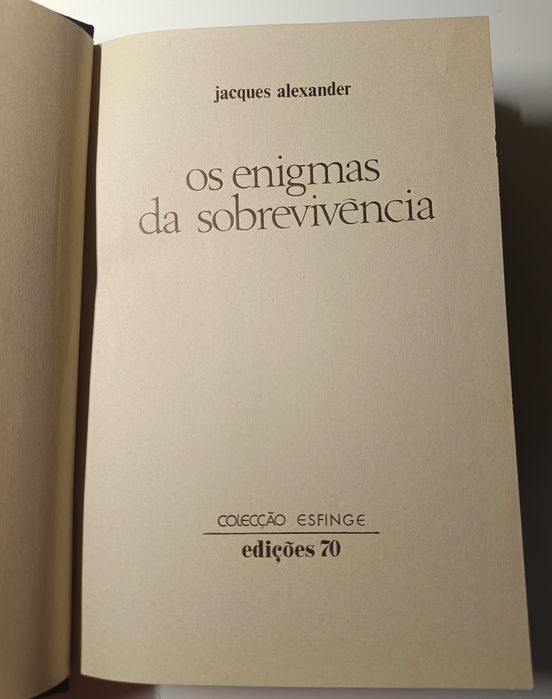 jacques alexander
os enigmas
da sobrevivência
COLECÇÃO ESFINGE
edições 70